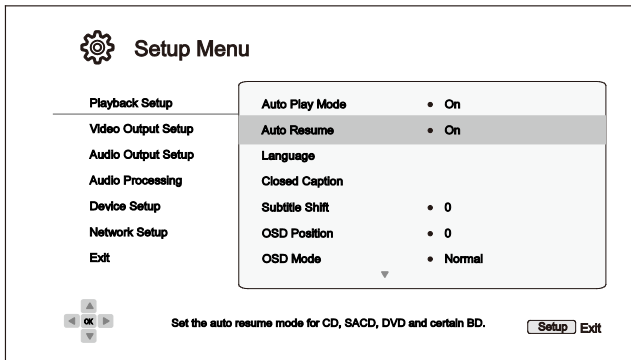 Setup Menu
Playback Setup
Video Output Setup
Audio Output Setup
Audio Processing
Device Setup
Network Setup
Exit
Auto Play Mode • On
Auto Resume • On
Language
Closed Caption
Subtitle Shift • 0
OSD Position • 0
OSD Mode • Normal
OK
Set the auto resume mode for CD, SACD, DVD and certain BD.
Setup Exit